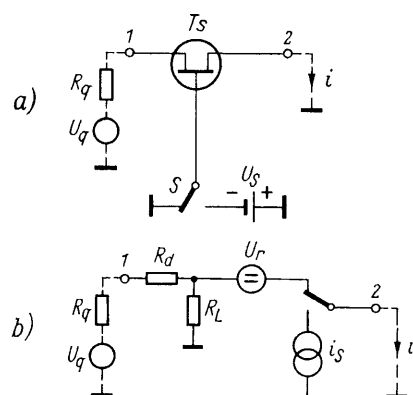 Ts
1
2
R_q
a)
i
U_q
S
U_S
− +
1
R_d
U_r
2
R_q
R_L
b)
i_S
i
U_q